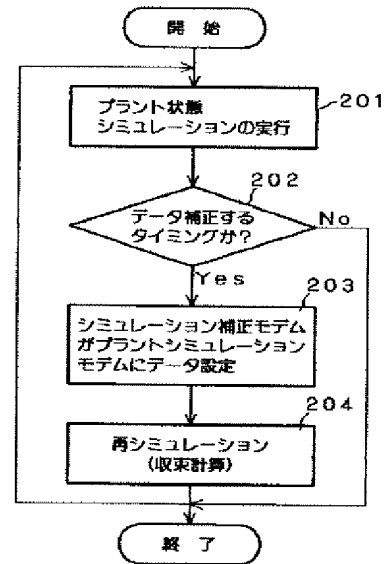 開始
プラント状態
シミュレーションの実行
201
202
データ補正する
タイミングか？
No
Yes
203
シミュレーション補正モデム
がプラントシミュレーション
モデムにデータ設定
204
再シミュレーション
(収束計算)
終了